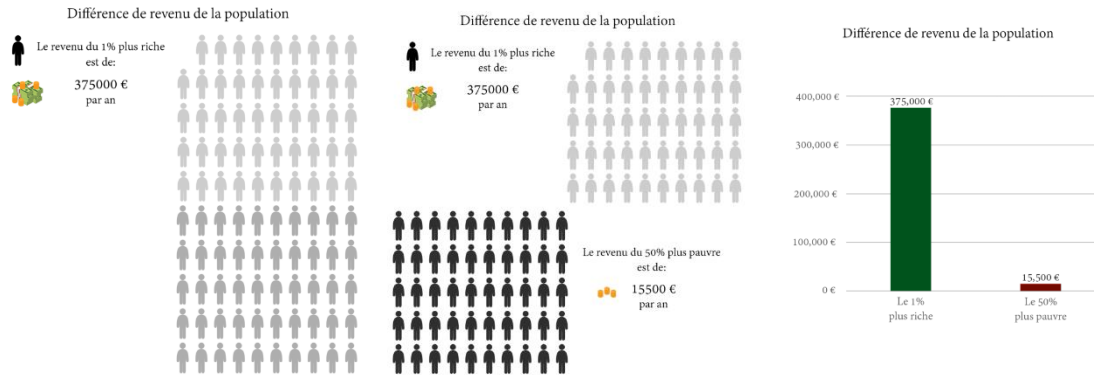 Différence de revenu de la population
Le revenu du 1% plus riche
est de:
375000 €
par an
Différence de revenu de la population
Le revenu du 1% plus riche
est de:
375000 €
par an
Le revenu du 50% plus pauvre
est de:
15500 €
par an
Différence de revenu de la population
400,000 €
375,000 €
300,000 €
200,000 €
100,000 €
15,500 €
0 €
Le 1%
plus riche
Le 50%
plus pauvre